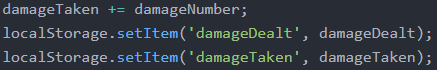 damageTaken += damageNumber;
localStorage.setItem('damageDealt', damageDealt);
localStorage.setItem('damageTaken', damageTaken);